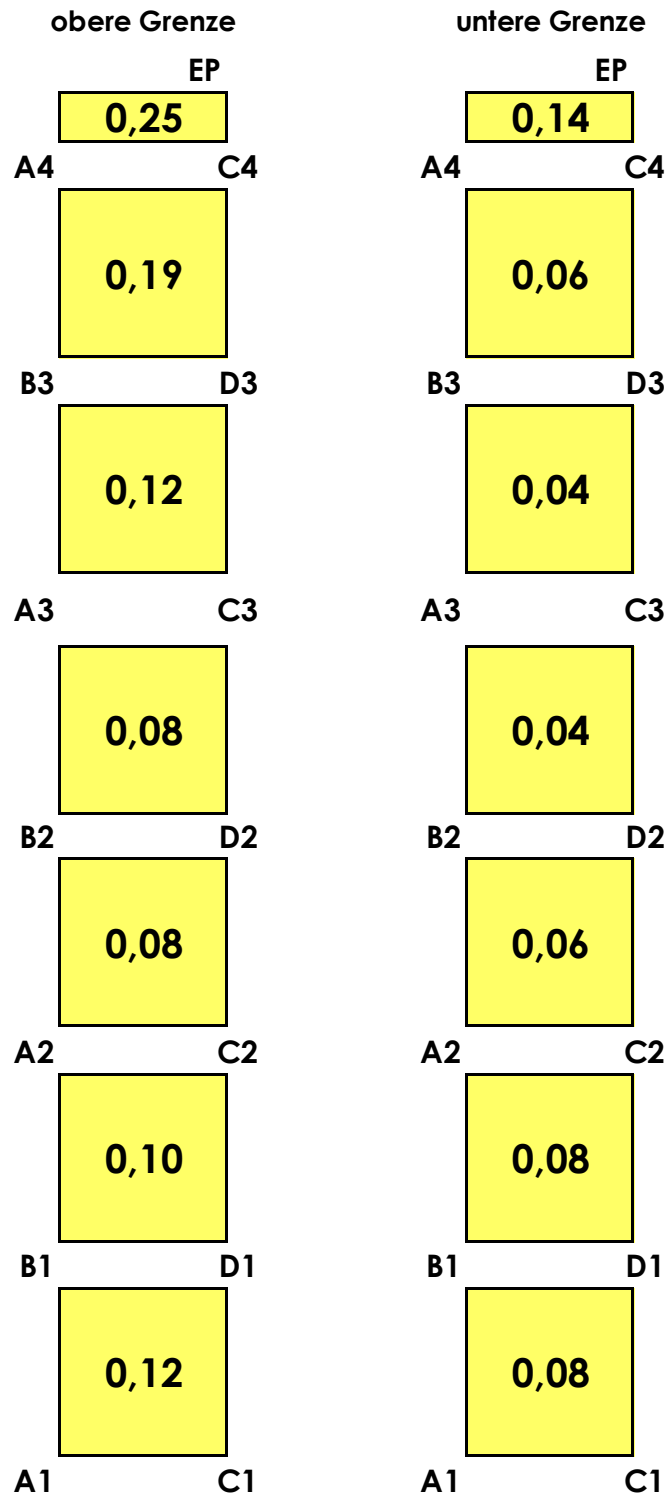 obere Grenze untere Grenze
EP EP
0,25 0,14
A4 C4 A4 C4
0,19 0,06
B3 D3 B3 D3
0,12 0,04
A3 C3 A3 C3
0,08 0,04
B2 D2 B2 D2
0,08 0,06
A2 C2 A2 C2
0,10 0,08
B1 D1 B1 D1
0,12 0,08
A1 C1 A1 C1